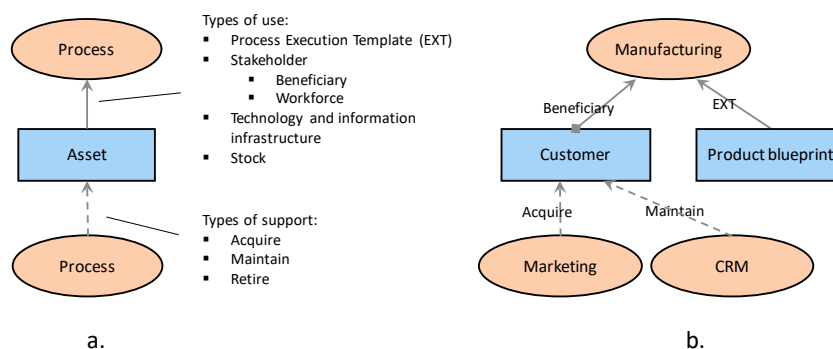 Process
Asset
Process
Types of use:
▪ Process Execution Template (EXT)
▪ Stakeholder
▪ Beneficiary
▪ Workforce
▪ Technology and information
infrastructure
▪ Stock
Types of support:
▪ Acquire
▪ Maintain
▪ Retire
a.
Manufacturing
Beneficiary
EXT
Customer
Product blueprint
Acquire
Maintain
Marketing
CRM
b.